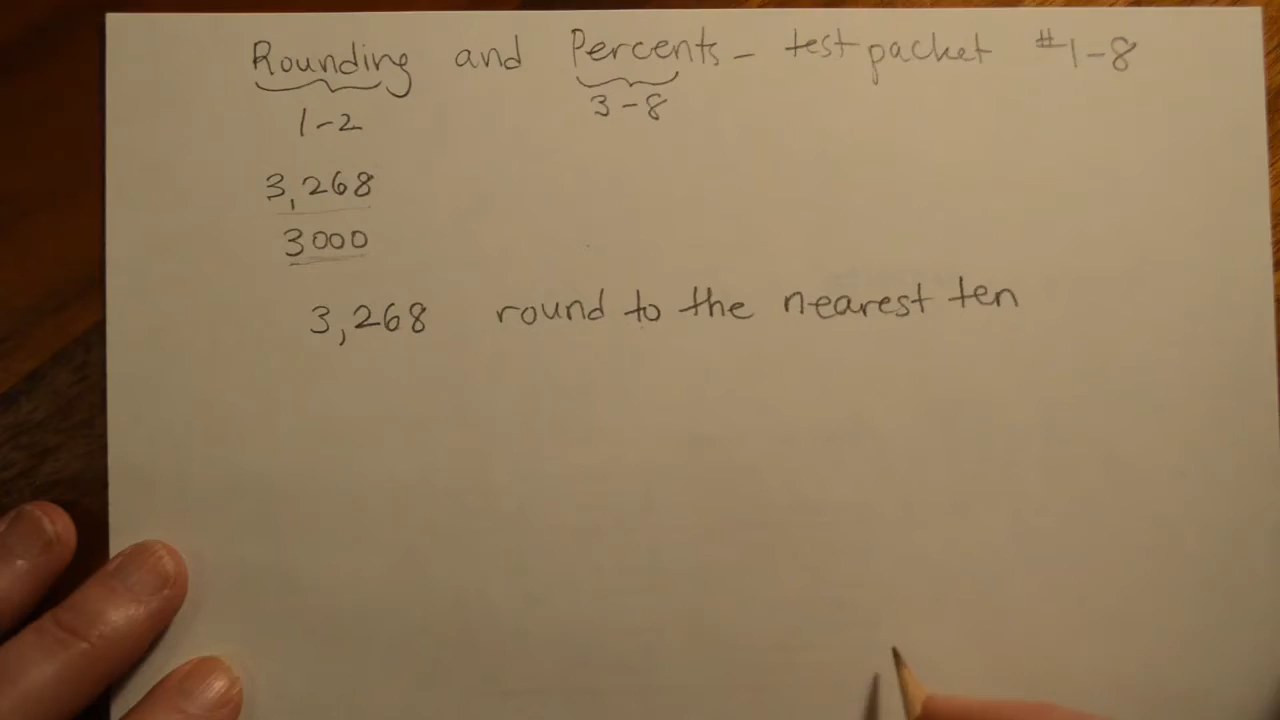 Rounding and Percents - test packet #1-8
1-2 3-8
3,268
3000
3,268 round to the nearest ten